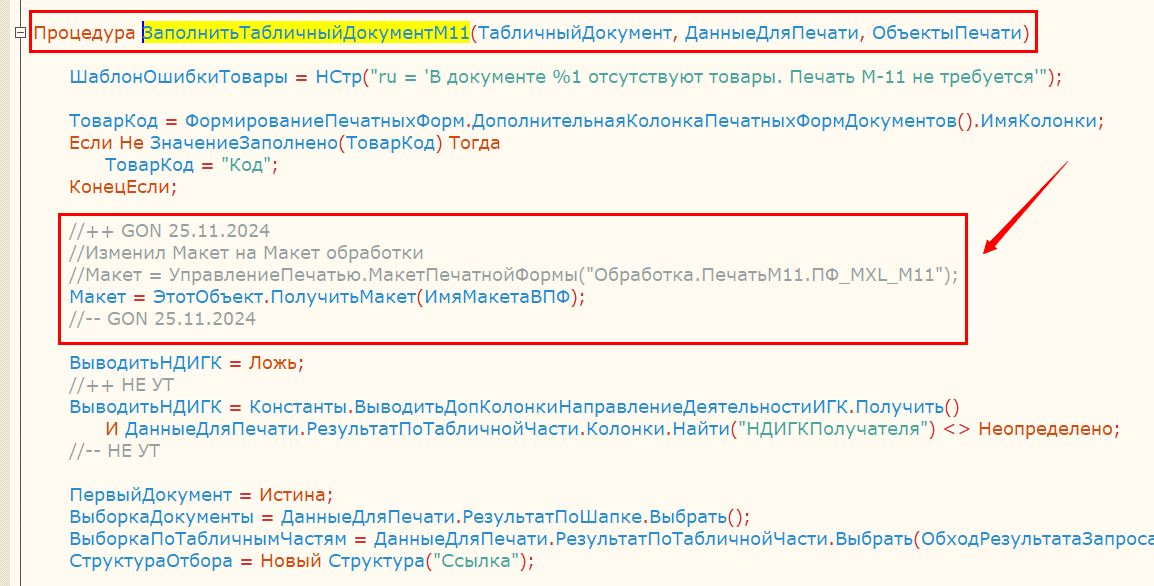 Процедура ЗаполнитьТабличныйДокументМ11(ТабличныйДокумент, ДанныеДляПечати, ОбъектыПечати)
ШаблонОшибкиТовары = НСтр("ru = 'В документе %1 отсутствуют товары. Печать М-11 не требуется'");
ТоварКод = ФормированиеПечатныхФорм.ДополнительнаяКолонкаПечатныхФормДокументов().ИмяКолонки;
Если Не ЗначениеЗаполнено(ТоварКод) Тогда
ТоварКод = "Код";
КонецЕсли;
//++ GON 25.11.2024
//Изменил Макет на Макет обработки
//Макет = УправлениеПечатью.МакетПечатнойФормы("Обработка.ПечатьМ11.ПФ_MXL_М11");
Макет = ЭтотОбъект.ПолучитьМакет(ИмяМакетаВПФ);
//-- GON 25.11.2024
ВыводитьНДИГК = Ложь;
//++ НЕ УТ
ВыводитьНДИГК = Константы.ВыводитьДопКолонкиНаправлениеДеятельностиИГК.Получить()
И ДанныеДляПечати.РезультатПоТабличнойЧасти.Колонки.Найти("НДИГКПолучателя") <> Неопределено;
//-- НЕ УТ
ПервыйДокумент = Истина;
ВыборкаДокументы = ДанныеДляПечати.РезультатПоШапке.Выбрать();
ВыборкаПоТабличнымЧастям = ДанныеДляПечати.РезультатПоТабличнойЧасти.Выбрать(ОбходРезультатаЗапроса
СтруктураОтбора = Новый Структура("Ссылка");